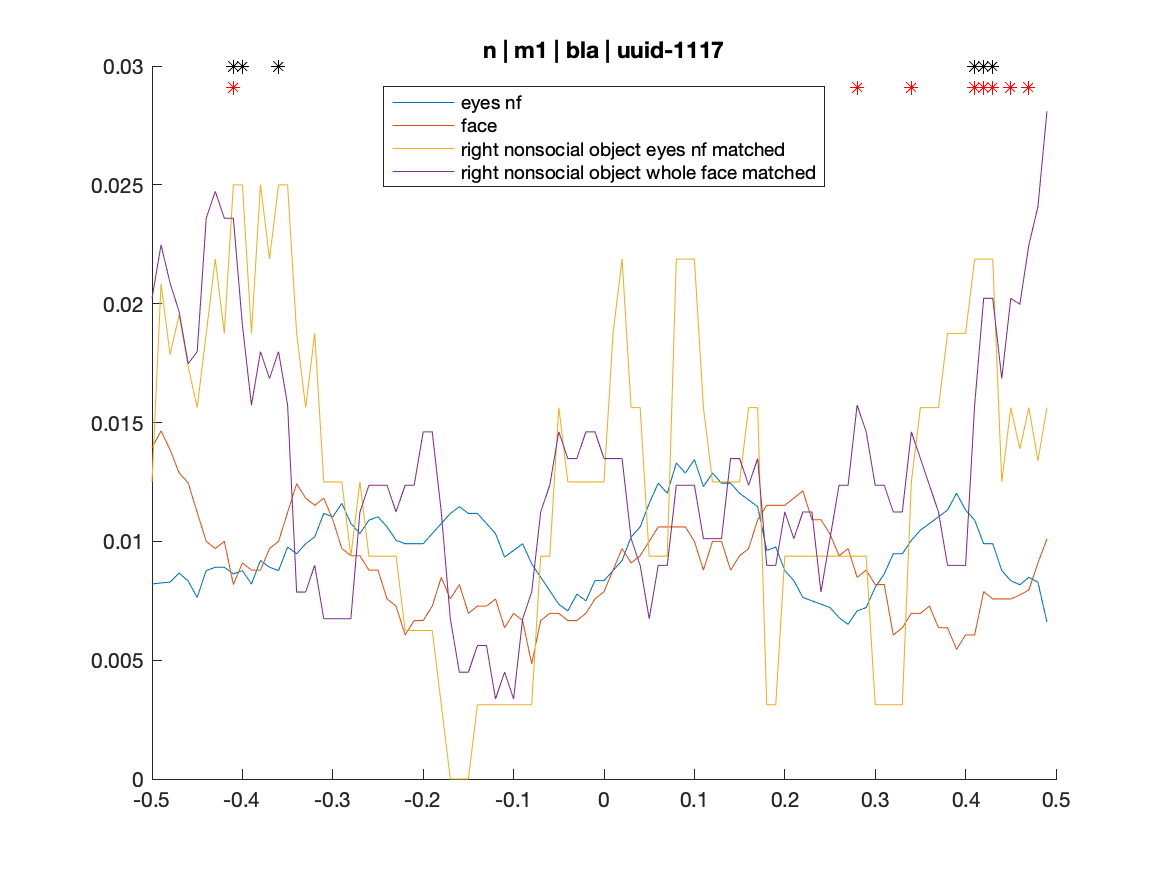 n | m1 | bla | uuid-1117
0.03
eyes nf
face
right nonsocial object eyes nf matched
right nonsocial object whole face matched
0.025
0.02
0.015
0.01
0.005
0
-0.5 -0.4 -0.3 -0.2 -0.1 0 0.1 0.2 0.3 0.4 0.5